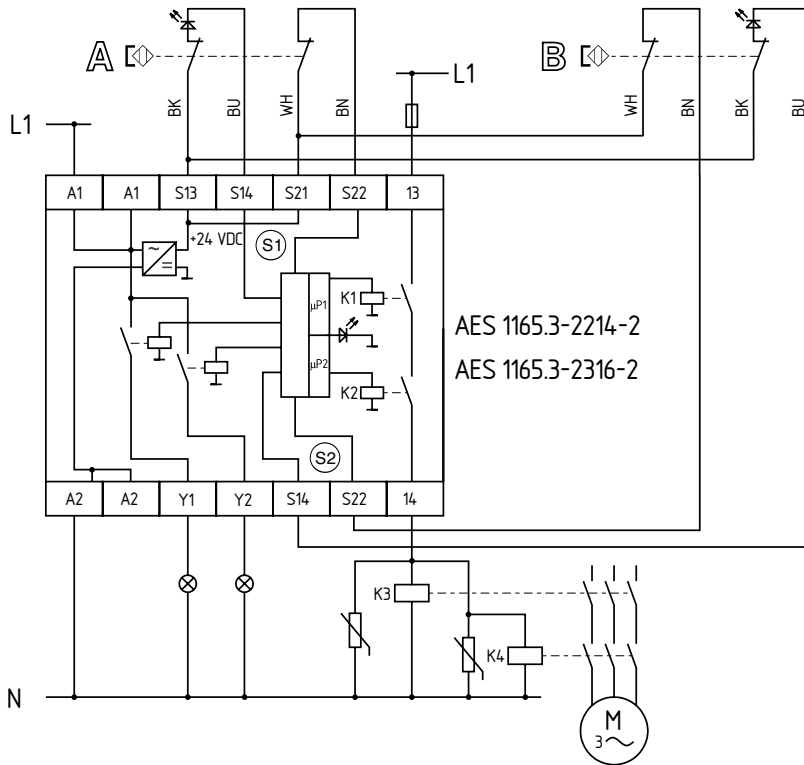 A
B
L1
BK
BU
WH
BN
WH
BN
BK
BU
L1
A1
A1
S13
S14
S21
S22
13
+24 VDC
S1
~
=
µP1
K1
AES 1165.3-2214-2
AES 1165.3-2316-2
µP2
K2
S2
A2
A2
Y1
Y2
S14
S22
14
K3
K4
N
M
3 ~